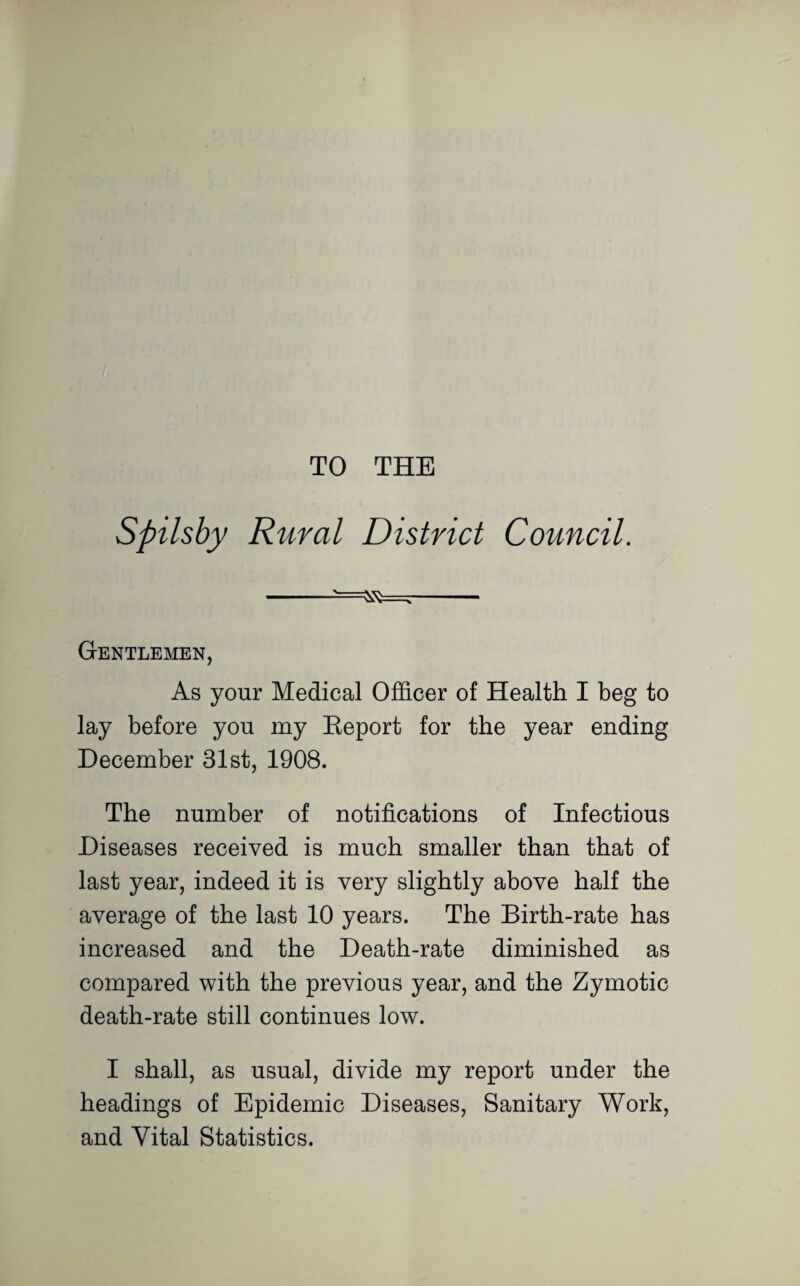 TO THE
Spilsby Rural District Council.
GENTLEMEN,
As your Medical Officer of Health I beg to
lay before you my Report for the year ending
December 31st, 1908.
The number of notifications of Infectious
Diseases received is much smaller than that of
last year, indeed it is very slightly above half the
average of the last 10 years. The Birth-rate has
increased and the Death-rate diminished as
compared with the previous year, and the Zymotic
death-rate still continues low.
I shall, as usual, divide my report under the
headings of Epidemic Diseases, Sanitary Work,
and Vital Statistics.